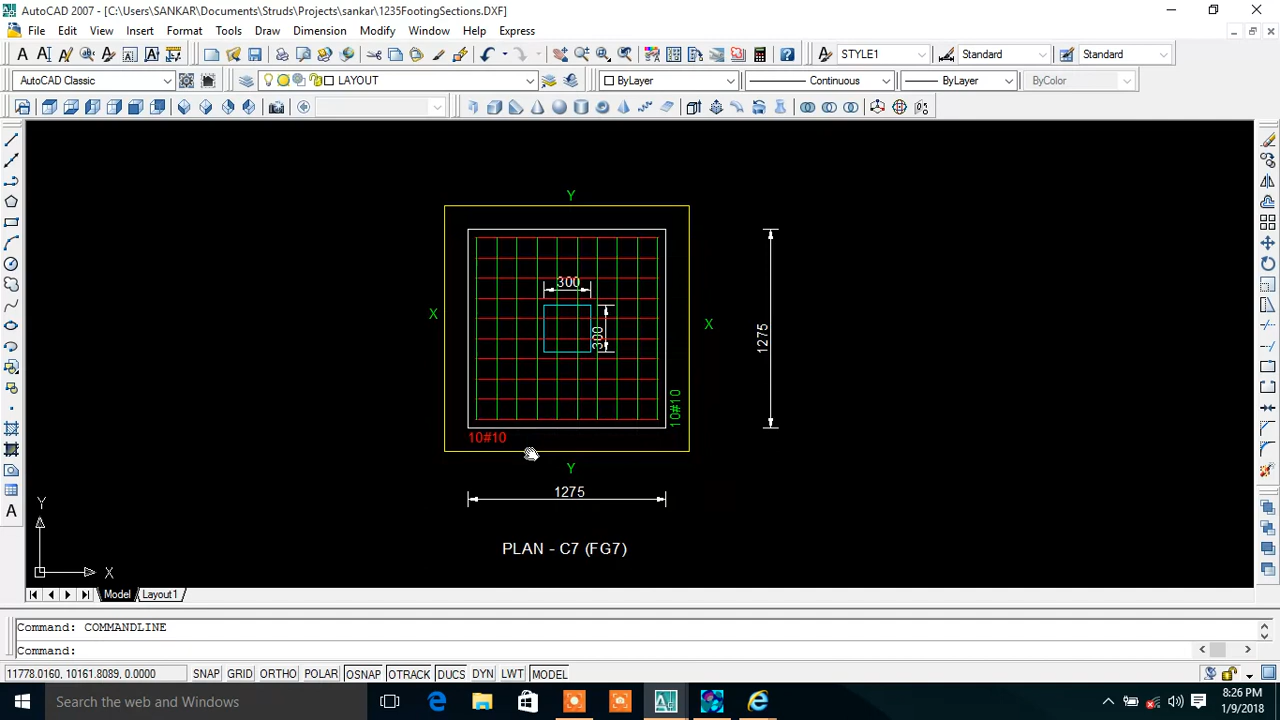 AutoCAD 2007 - [C:\Users\SANKAR\Documents\Struds\Projects\sankar\1235FootingSections.DXF]
File Edit View Insert Format Tools Draw Dimension Modify Window Help Express
STYLE1 Standard Standard
AutoCAD Classic LAYOUT ByLayer Continuous ByLayer ByColor
Y
300
X
300
X
1275
10#10
10#10
Y
1275
PLAN - C7 (FG7)
Y
X
Model Layout1
Command: COMMANDLINE
Command:
11778.0160, 10161.8089, 0.0000 SNAP GRID ORTHO POLAR OSNAP OTRACK DUCS DYN LWT MODEL
Search the web and Windows
8:26 PM
1/9/2018